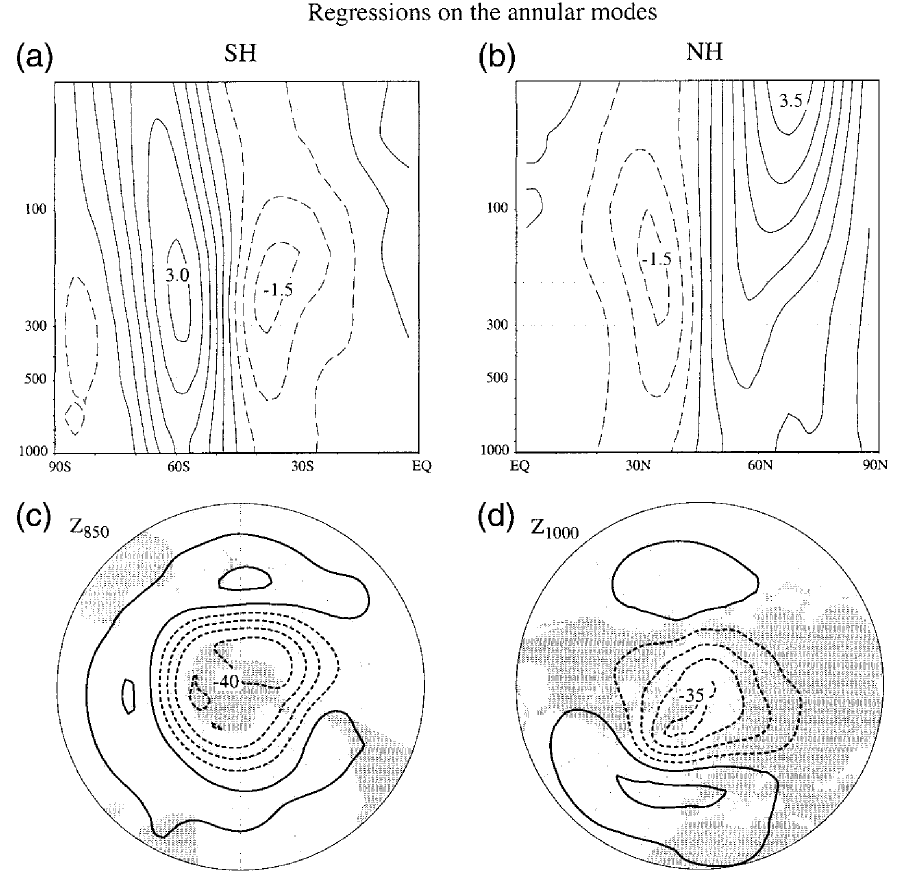 Regressions on the annular modes
(a) SH
(b) NH
3.0
-1.5
3.5
-1.5
100
300
500
1000
90S 60S 30S EQ
100
300
500
1000
EQ 30N 60N 90N
(c) Z850
-40
(d) Z1000
-35